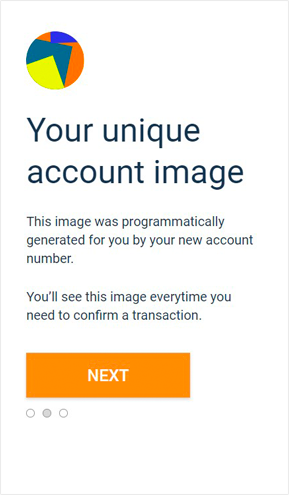 Your unique
account image
This image was programmatically
generated for you by your new account
number.
You'll see this image everytime you
need to confirm a transaction.
NEXT